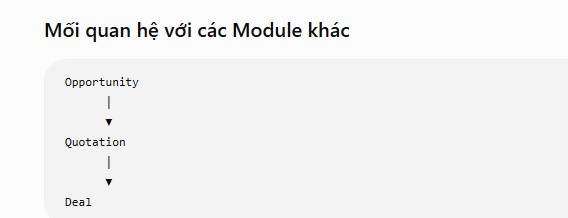 Mối quan hệ với các Module khác
Opportunity
|
▼
Quotation
|
▼
Deal